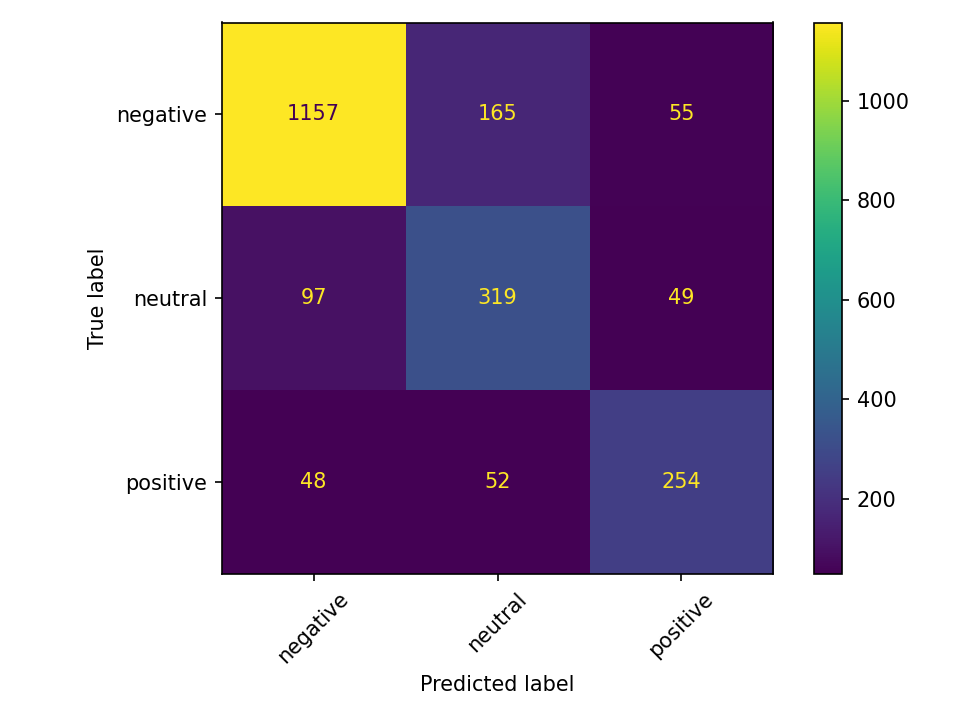 negative 1157 165 55
neutral 97 319 49
positive 48 52 254
negative neutral positive
Predicted label
True label
1000
800
600
400
200